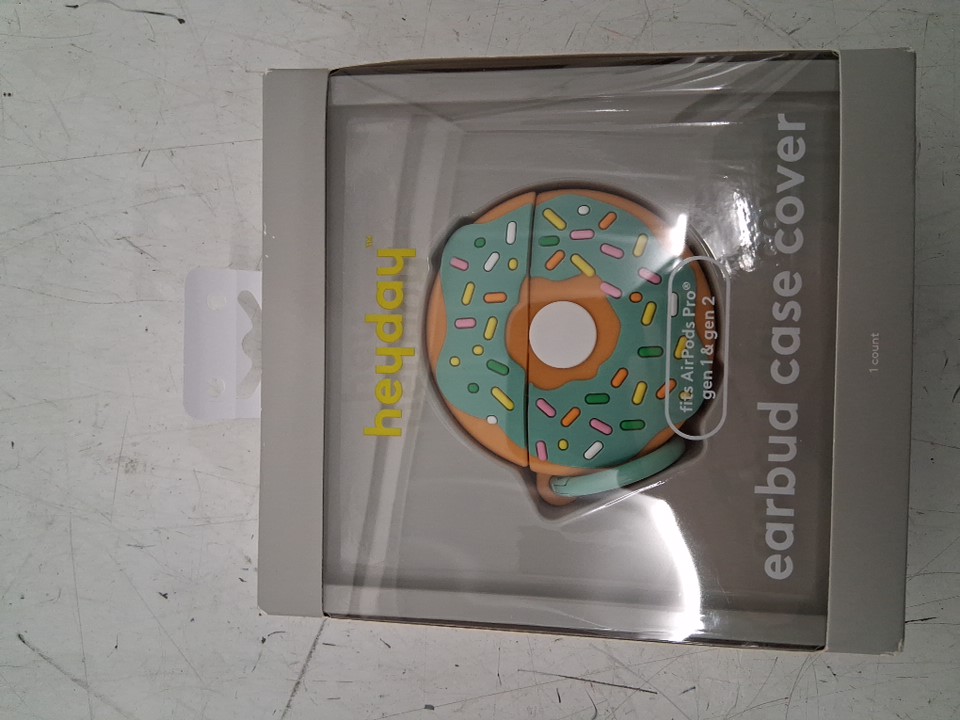 heyday™
fits AirPods Pro®
gen 1 & gen 2
earbud case cover
1 count